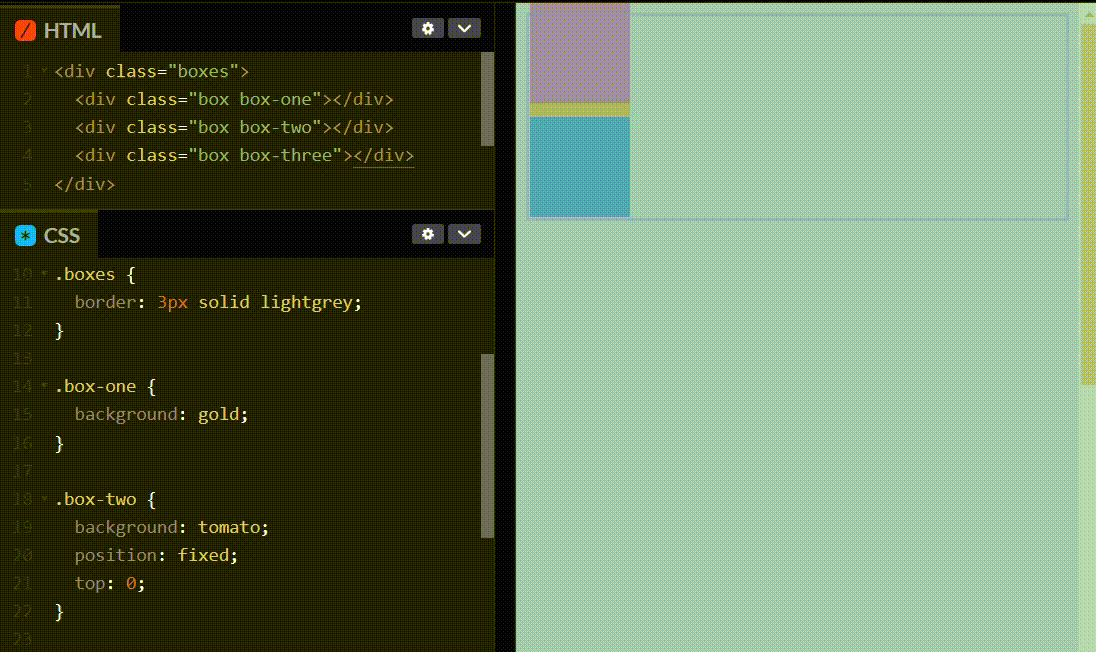 HTML
1 <div class="boxes">
2 <div class="box box-one"></div>
3 <div class="box box-two"></div>
4 <div class="box box-three"></div>
5 </div>
CSS
10 .boxes {
11 border: 3px solid lightgrey;
12 }
13
14 .box-one {
15 background: gold;
16 }
17
18 .box-two {
19 background: tomato;
20 position: fixed;
21 top: 0;
22 }
23